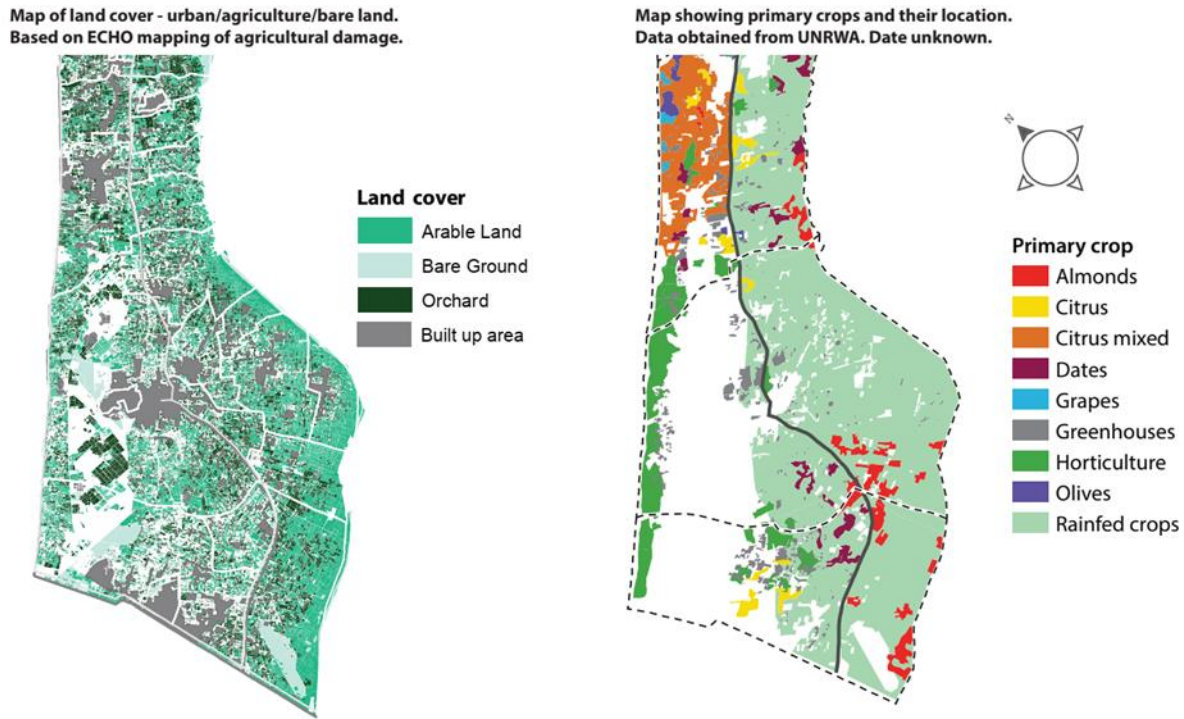 Map of land cover - urban/agriculture/bare land.
Based on ECHO mapping of agricultural damage.
Land cover
Arable Land
Bare Ground
Orchard
Built up area
Map showing primary crops and their location.
Data obtained from UNRWA. Date unknown.
N
Primary crop
Almonds
Citrus
Citrus mixed
Dates
Grapes
Greenhouses
Horticulture
Olives
Rainfed crops